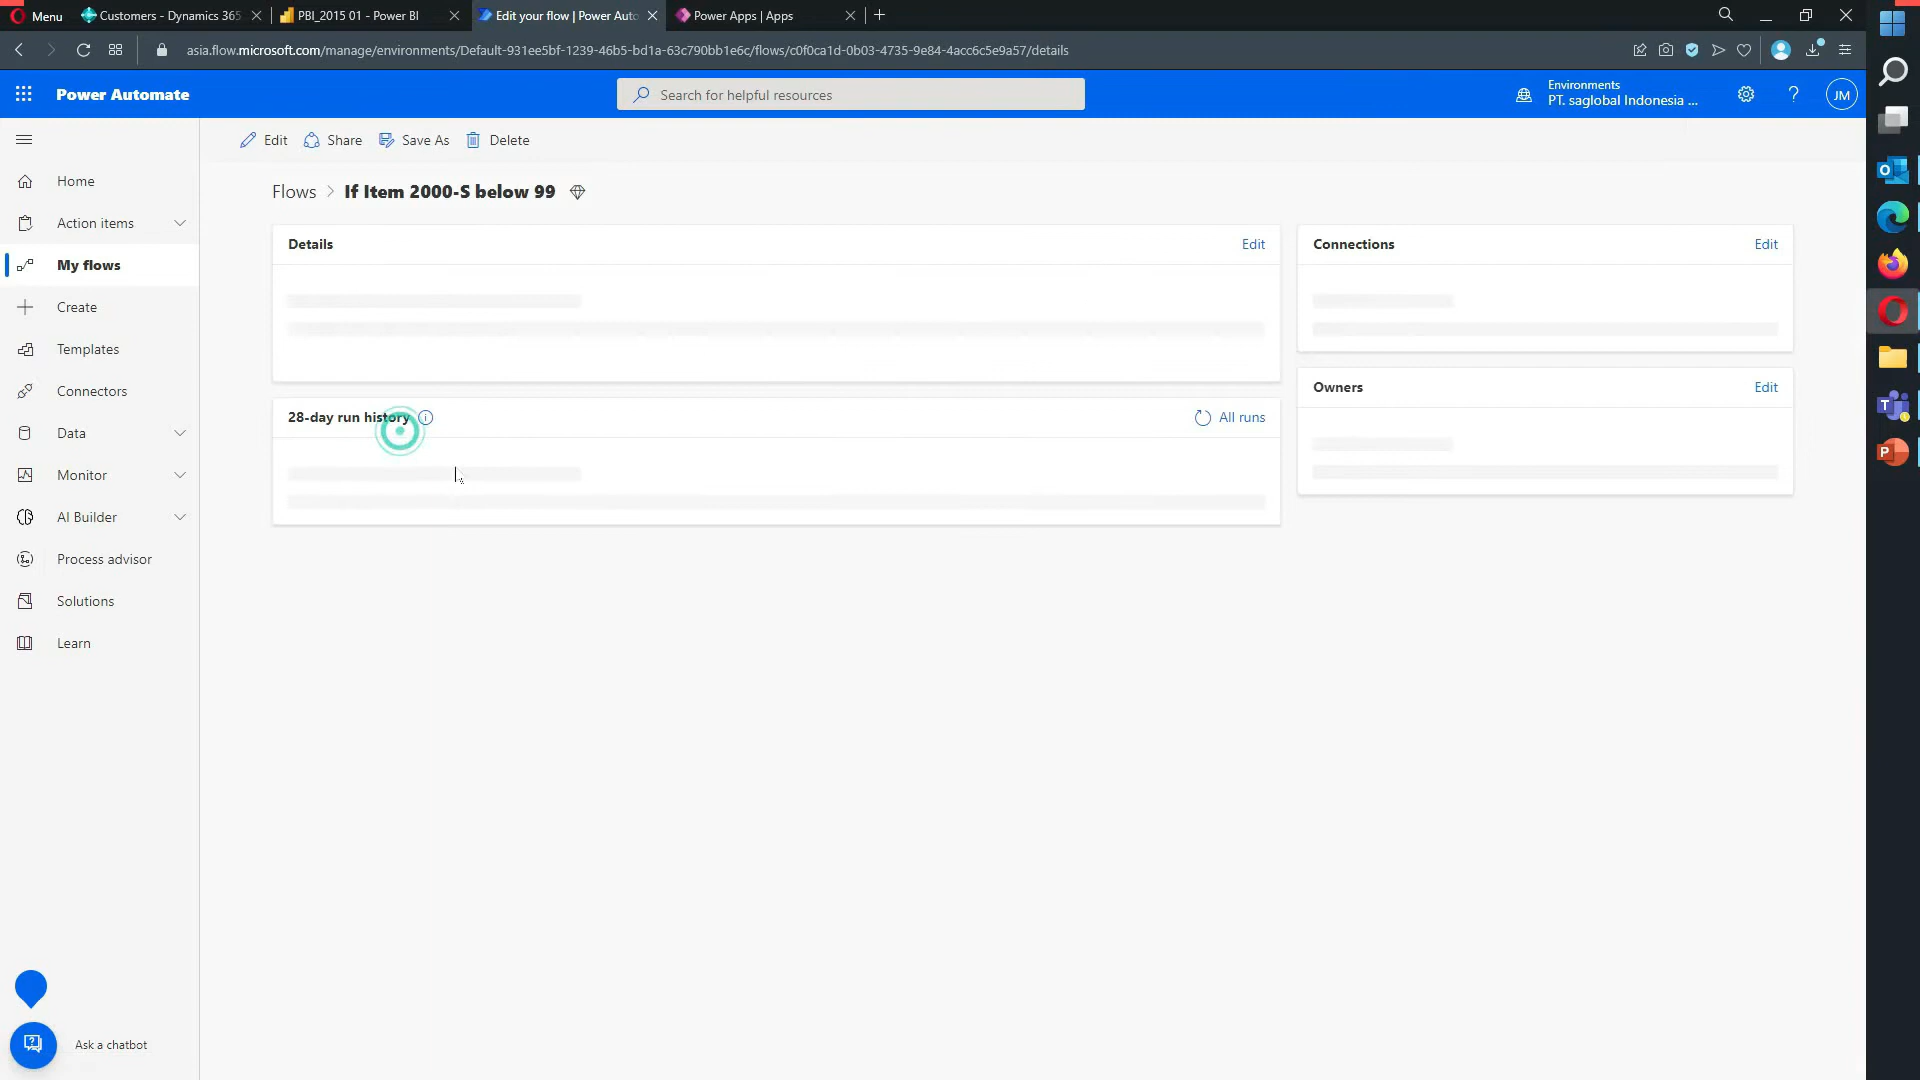 Menu
Customers - Dynamics 365
PBI_2015 01 - Power BI
Edit your flow | Power Auto
Power Apps | Apps
asia.flow.microsoft.com/manage/environments/Default-931ee5bf-1239-46b5-bd1a-63c790bb1e6c/flows/c0f0ca1d-0b03-4735-9e84-4acc6c5e9a57/details
Power Automate
Search for helpful resources
Environments
PT. saglobal Indonesia ...
JM
Edit
Share
Save As
Delete
Home
Action items
My flows
Create
Templates
Connectors
Data
Monitor
AI Builder
Process advisor
Solutions
Learn
Flows > If Item 2000-S below 99
Details
Edit
Connections
Edit
28-day run history
All runs
Owners
Edit
Ask a chatbot